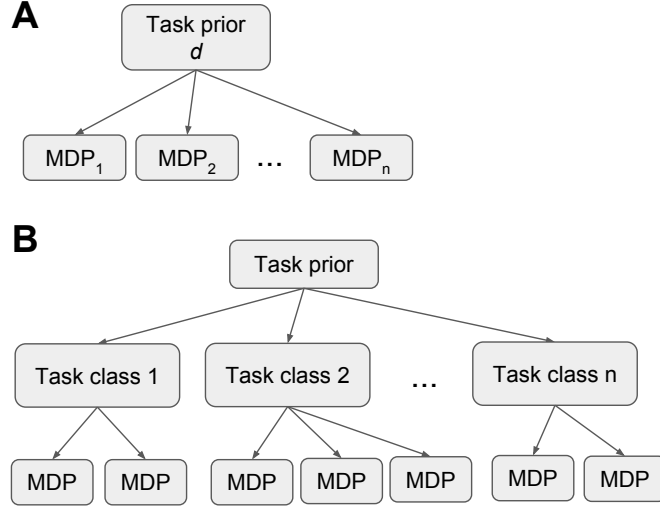 A
Task prior
d
MDP1
MDP2
...
MDPn
B
Task prior
Task class 1
Task class 2
...
Task class n
MDP
MDP
MDP
MDP
MDP
MDP
MDP